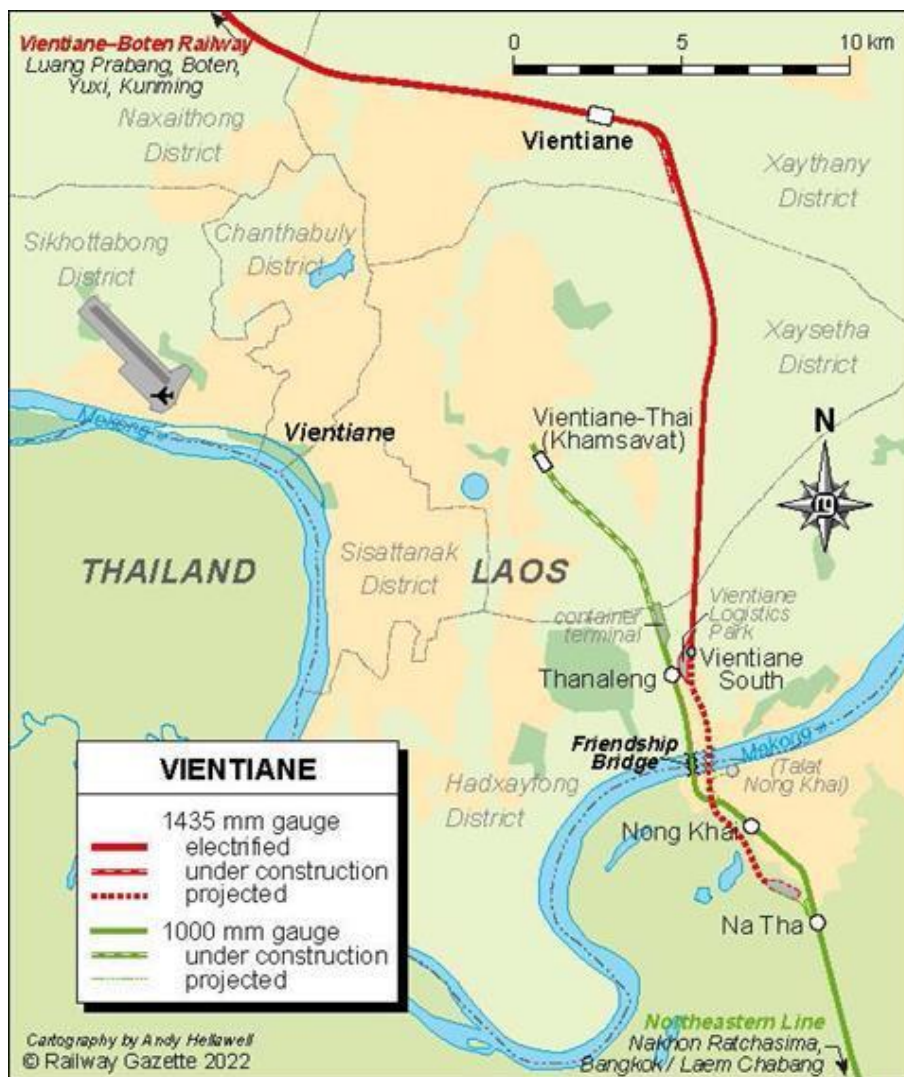 Vientiane–Boten Railway
Luang Prabang, Boten,
Yuxi, Kunming
0 5 10 km
Naxaithong
District
Vientiane
Xaythany
District
Sikhottabong
District
Chanthabuly
District
Xaysetha
District
Mekong
Vientiane
Vientiane-Thai
(Khamsavat)
N
THAILAND
Sisattanak
District
LAOS
container
terminal
Vientiane
Logistics
Park
Thanaleng
Vientiane
South
Friendship
Bridge
Mekong
(Talat
Nong Khai)
Hadxayfong
District
Nong Khai
Na Tha
VIENTIANE
1435 mm gauge
electrified
under construction
projected
1000 mm gauge
under construction
projected
Northeastern Line
Nakhon Ratchasima,
Bangkok / Laem Chabang
Cartography by Andy Hellawell
© Railway Gazette 2022